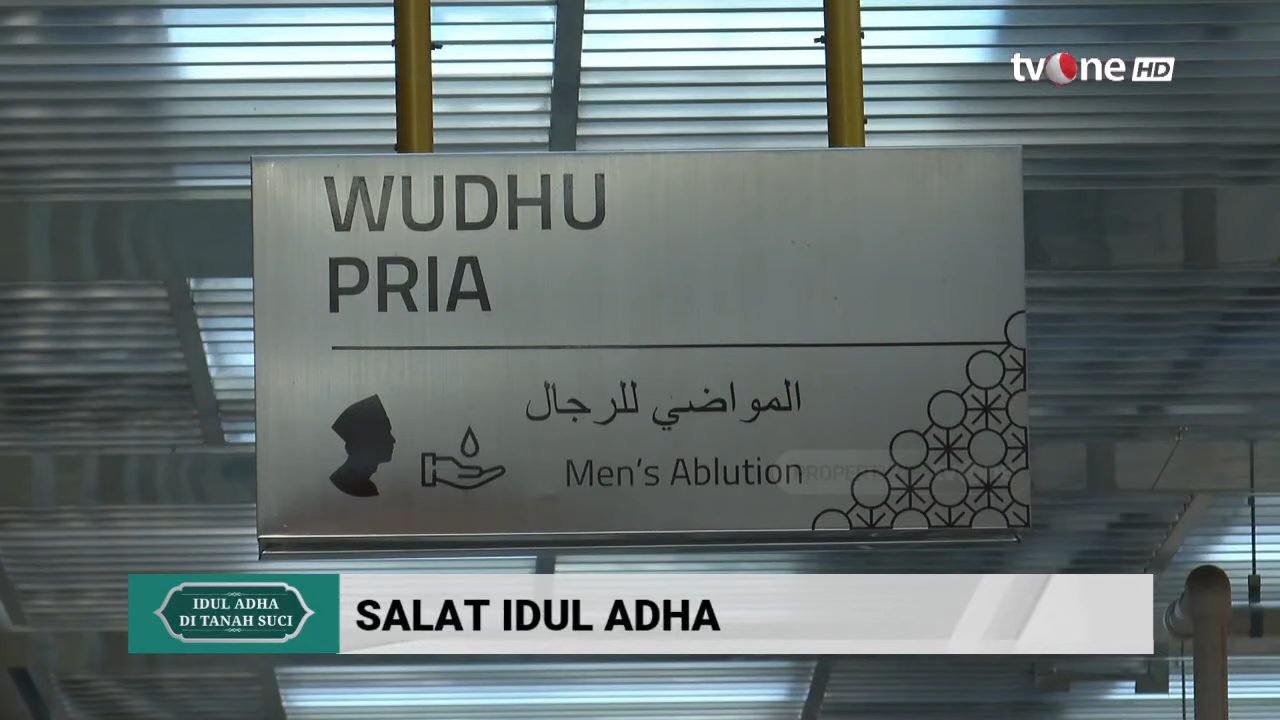 tvOne HD
WUDHU
PRIA
المواضي للرجال
Men's Ablution
IDUL ADHA
DI TANAH SUCI
SALAT IDUL ADHA